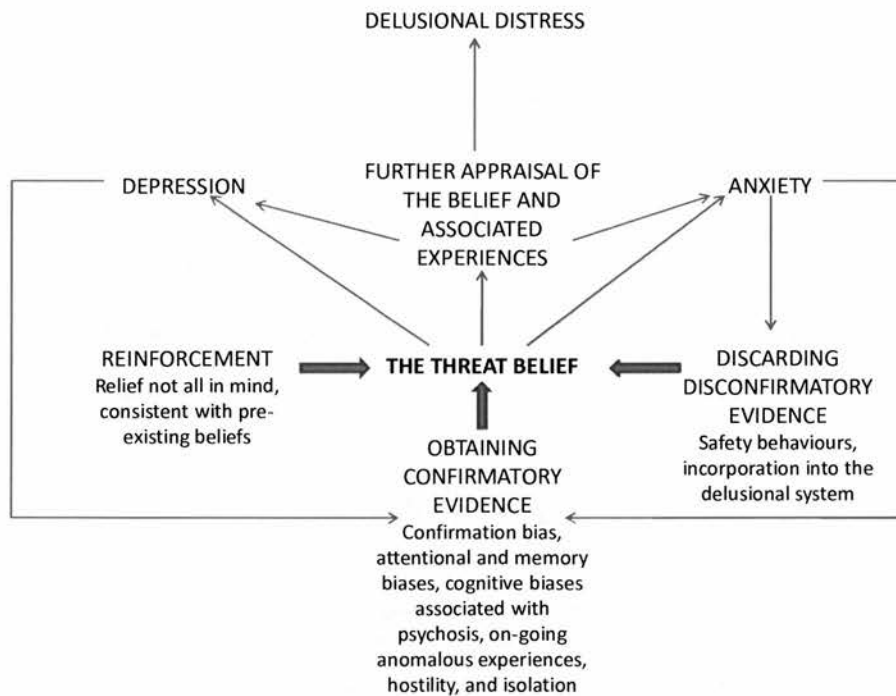 DELUSIONAL DISTRESS
DEPRESSION
FURTHER APPRAISAL OF
THE BELIEF AND
ASSOCIATED
EXPERIENCES
ANXIETY
REINFORCEMENT
Relief not all in mind,
consistent with pre-
existing beliefs
THE THREAT BELIEF
DISCARDING
DISCONFIRMATORY
EVIDENCE
Safety behaviours,
incorporation into the
delusional system
OBTAINING
CONFIRMATORY
EVIDENCE
Confirmation bias,
attentional and memory
biases, cognitive biases
associated with
psychosis, on-going
anomalous experiences,
hostility, and isolation